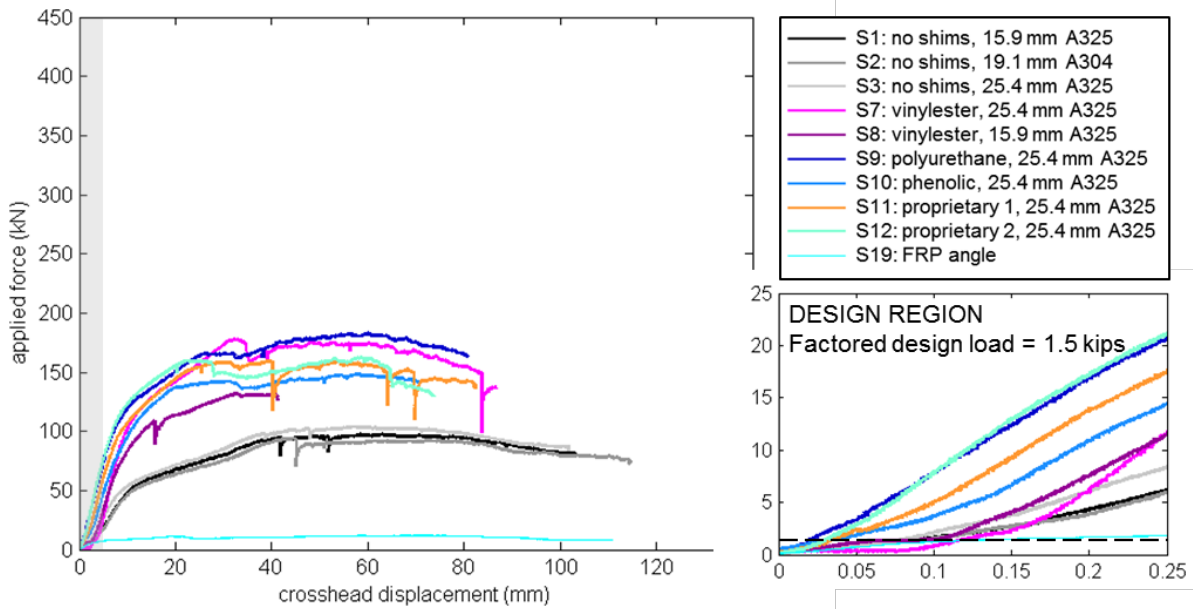 450
400
350
300
250
200
150
100
50
0
applied force (kN)
0 20 40 60 80 100 120
crosshead displacement (mm)
S1: no shims, 15.9 mm A325
S2: no shims, 19.1 mm A304
S3: no shims, 25.4 mm A325
S7: vinylester, 25.4 mm A325
S8: vinylester, 15.9 mm A325
S9: polyurethane, 25.4 mm A325
S10: phenolic, 25.4 mm A325
S11: proprietary 1, 25.4 mm A325
S12: proprietary 2, 25.4 mm A325
S19: FRP angle
DESIGN REGION
Factored design load = 1.5 kips
25
20
15
10
5
0
0 0.05 0.1 0.15 0.2 0.25